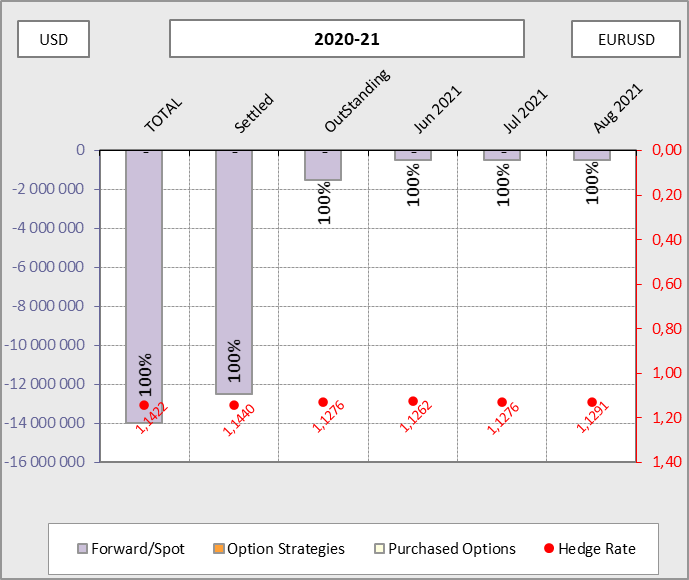 USD
2020-21
EURUSD
TOTAL
Settled
OutStanding
Jun 2021
Jul 2021
Aug 2021
0
-2 000 000
-4 000 000
-6 000 000
-8 000 000
-10 000 000
-12 000 000
-14 000 000
-16 000 000
-
-
-
-
-
-
100%
100%
100%
100%
100%
100%
1,1422
1,1440
1,1276
1,1262
1,1276
1,1291
0,00
0,20
0,40
0,60
0,80
1,00
1,20
1,40
Forward/Spot
Option Strategies
Purchased Options
Hedge Rate